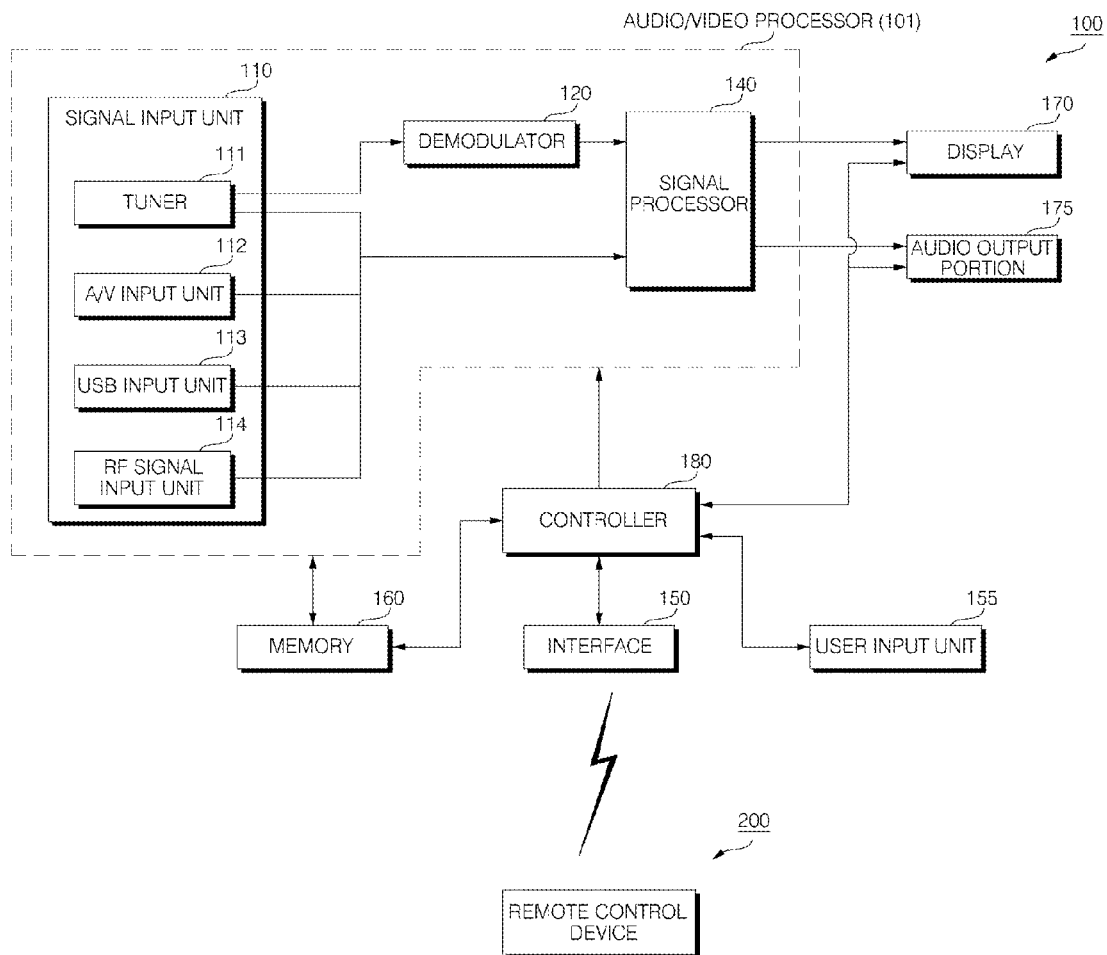 AUDIO/VIDEO PROCESSOR (101)
100
110
SIGNAL INPUT UNIT
111
TUNER
112
A/V INPUT UNIT
113
USB INPUT UNIT
114
RF SIGNAL
INPUT UNIT
120
DEMODULATOR
140
SIGNAL
PROCESSOR
170
DISPLAY
175
AUDIO OUTPUT
PORTION
180
CONTROLLER
160
MEMORY
150
INTERFACE
155
USER INPUT UNIT
200
REMOTE CONTROL
DEVICE